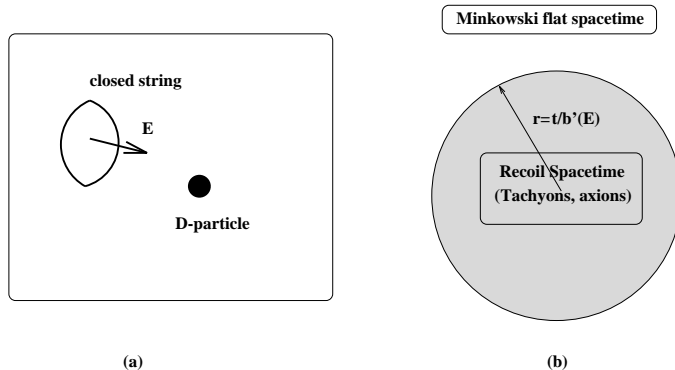 closed string
E
D-particle
(a)
Minkowski flat spacetime
r=t/b'(E)
Recoil Spacetime
(Tachyons, axions)
(b)